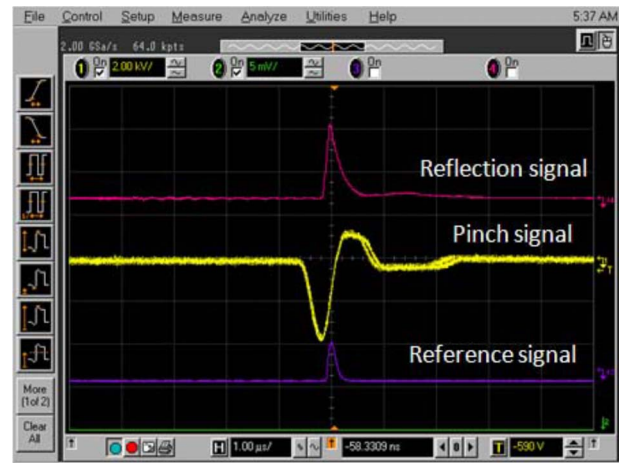 File Control Setup Measure Analyze Utilities Help 5:37 AM
2.00 GSa/s 64.0 kpts
1 On 2.00 kV/ 2 On 5 mV/ 3 On 4 On
Reflection signal
Pinch signal
Reference signal
More
(1of 2)
Clear
All
H 1.00 µs/ -58.3309 ns 0 T -590 V